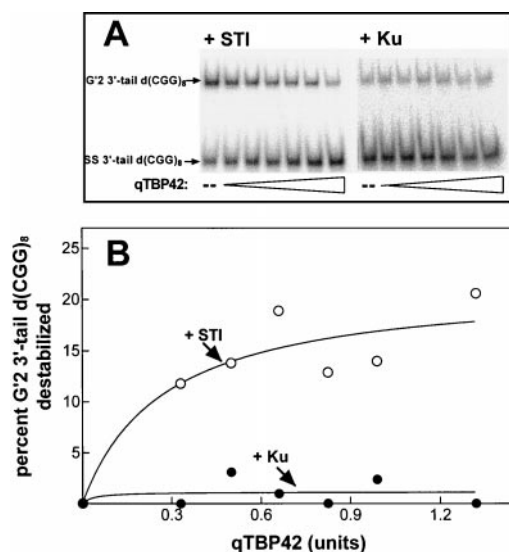 A
+ STI
+ Ku
G'2 3'-tail d(CGG)₈
SS 3'-tail d(CGG)₈
qTBP42: --
--
B
percent G'2 3'-tail d(CGG)₈
destabilized
25
20
15
10
5
+ STI
+ Ku
0.3 0.6 0.9 1.2
qTBP42 (units)